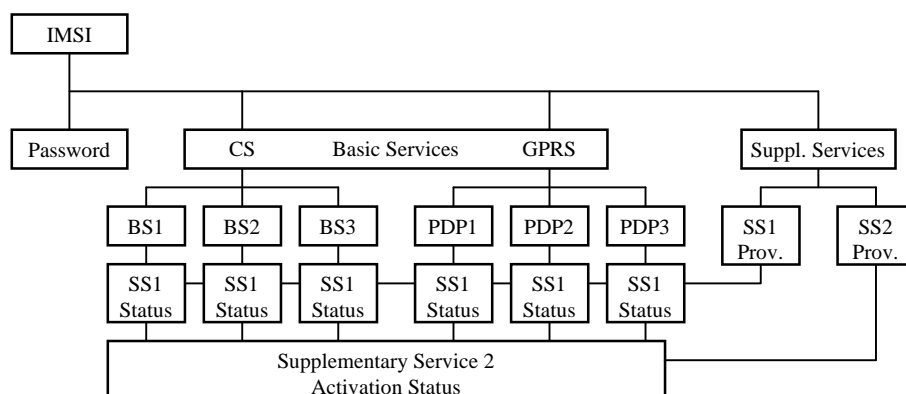 IMSI
Password
CS Basic Services GPRS
Suppl. Services
BS1 BS2 BS3 PDP1 PDP2 PDP3
SS1
Prov.
SS2
Prov.
SS1
Status
SS1
Status
SS1
Status
SS1
Status
SS1
Status
SS1
Status
Supplementary Service 2
Activation Status